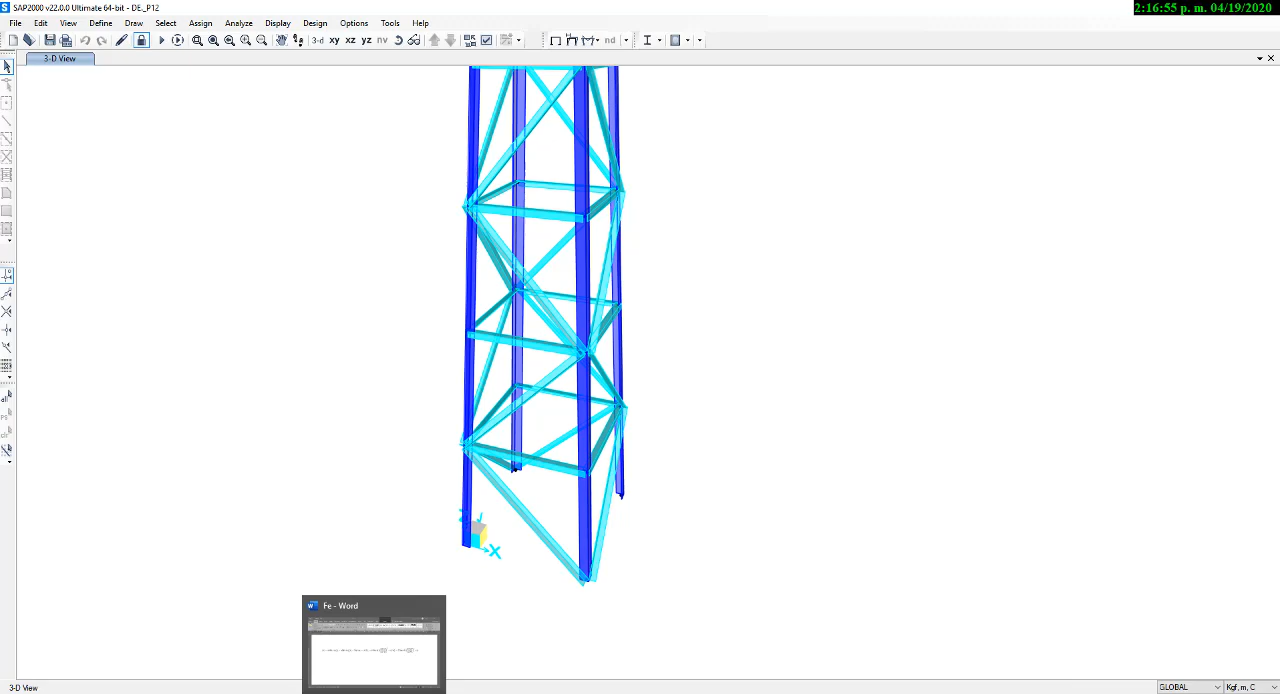 SAP2000 v22.0.0 Ultimate 64-bit - DE_P12
2:16:55 p. m. 04/19/2020
File Edit View Define Draw Select Assign Analyze Display Design Options Tools Help
3-d xy xz yz nv nd
3-D View
X
Fe - Word
3-D View
GLOBAL
Kgf, m, C